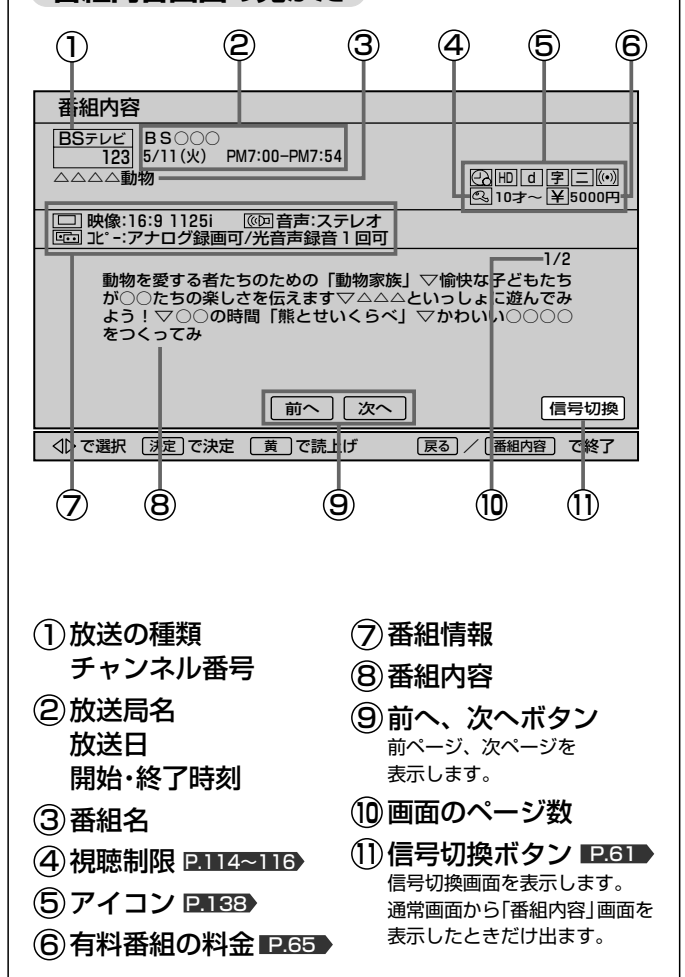 ① ② ③ ④ ⑤ ⑥
番組内容
BSテレビ BS○○○
123 5/11(火) PM7:00-PM7:54
△△△△動物
HD d 字 二
10才～ ¥5000円
映像:16:9 1125i 音声:ステレオ
コピー:アナログ録画可/光音声録音1回可
1/2
動物を愛する者たちのための「動物家族」▽愉快な子どもたち
が○○たちの楽しさを伝えます▽△△△といっしょに遊んでみ
よう！▽○○の時間「熊とせいくらべ」▽かわいい○○○○
をつくってみ
前へ 次へ 信号切換
◁▷で選択 決定で決定 黄で読上げ 戻る／番組内容 で終了
⑦ ⑧ ⑨ ⑩ ⑪
①放送の種類
チャンネル番号
②放送局名
放送日
開始・終了時刻
③番組名
④視聴制限 P.114~116
⑤アイコン P.138
⑥有料番組の料金 P.65
⑦番組情報
⑧番組内容
⑨前へ、次へボタン
前ページ、次ページを
表示します。
⑩画面のページ数
⑪信号切換ボタン P.61
信号切換画面を表示します。
通常画面から「番組内容」画面を
表示したときだけ出ます。